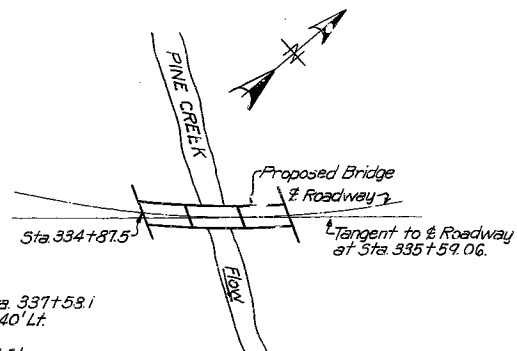 PINE CREEK
Proposed Bridge
℄ Roadway
Sta. 334+87.5
Tangent to ℄ Roadway
at Sta. 335+59.06.
Flow
337+58.1
40' Lt.